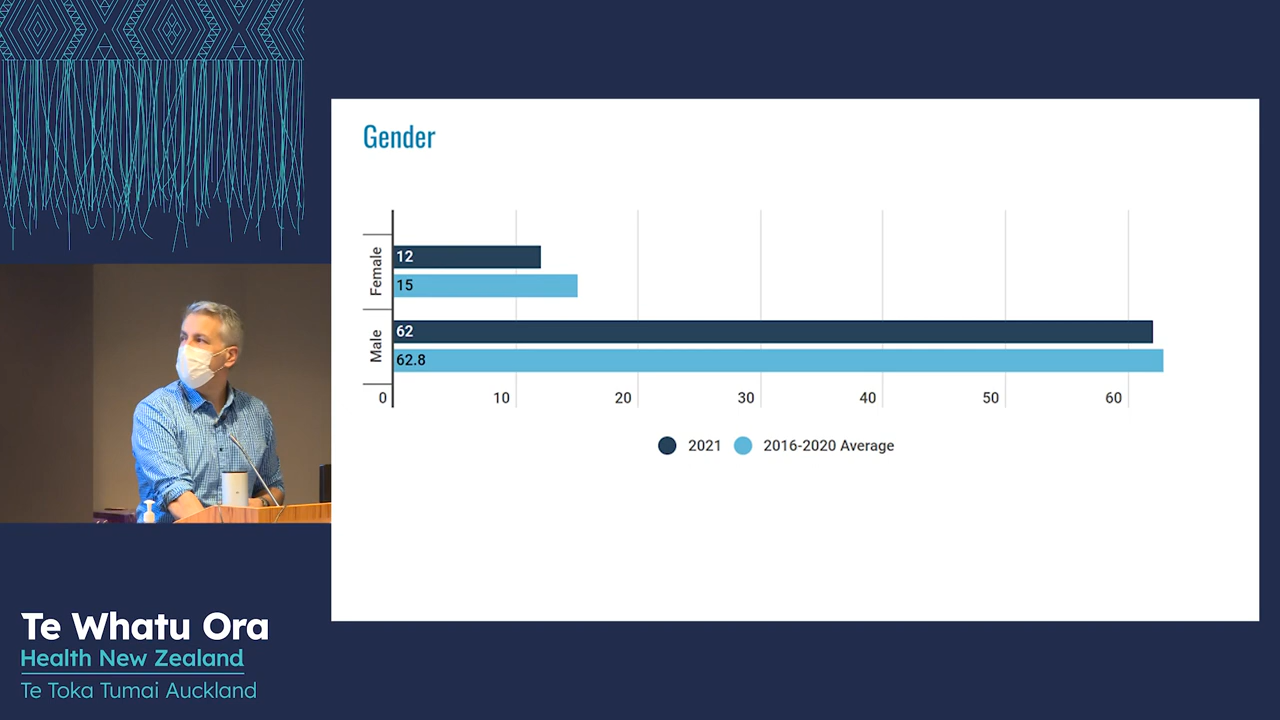 Gender
Female
12
15
Male
62
62.8
0 10 20 30 40 50 60
2021 2016-2020 Average
Te Whatu Ora
Health New Zealand
Te Toka Tumai Auckland